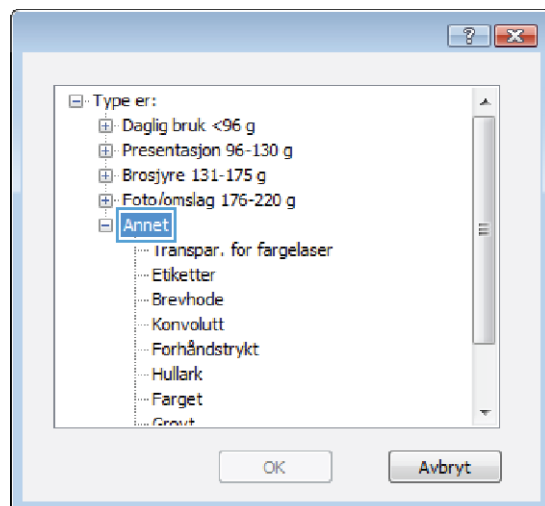 Type er:
Daglig bruk <96 g
Presentasjon 96-130 g
Brosjyre 131-175 g
Foto/omslag 176-220 g
Annet
Transpar. for fargelaser
Etiketter
Brevhode
Konvolutt
Forhåndstrykt
Hullark
Farget
Grovt
OK
Avbryt